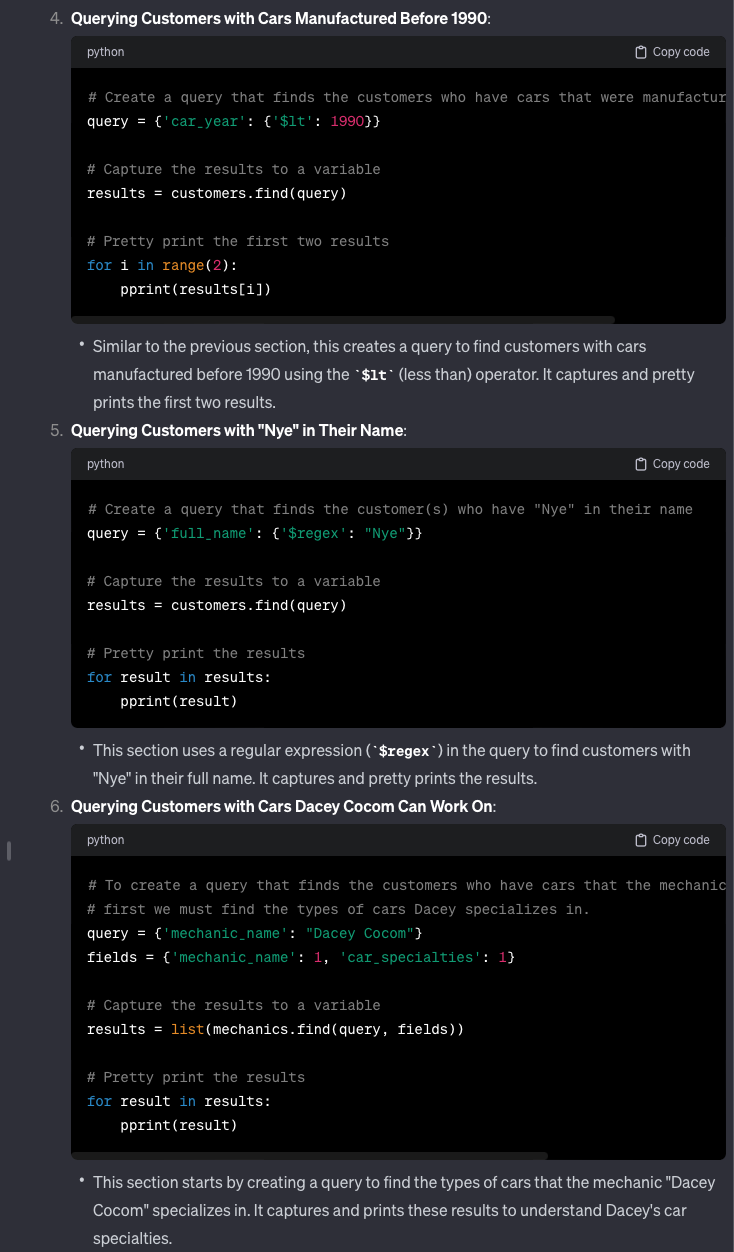 4. Querying Customers with Cars Manufactured Before 1990:
python Copy code
# Create a query that finds the customers who have cars that were manufactur
query = {'car_year': {'$lt': 1990}}
# Capture the results to a variable
results = customers.find(query)
# Pretty print the first two results
for i in range(2):
    pprint(results[i])
• Similar to the previous section, this creates a query to find customers with cars
manufactured before 1990 using the `$lt` (less than) operator. It captures and pretty
prints the first two results.
5. Querying Customers with "Nye" in Their Name:
python Copy code
# Create a query that finds the customer(s) who have "Nye" in their name
query = {'full_name': {'$regex': "Nye"}}
# Capture the results to a variable
results = customers.find(query)
# Pretty print the results
for result in results:
    pprint(result)
• This section uses a regular expression (`$regex`) in the query to find customers with
"Nye" in their full name. It captures and pretty prints the results.
6. Querying Customers with Cars Dacey Cocom Can Work On:
python Copy code
# To create a query that finds the customers who have cars that the mechanic
# first we must find the types of cars Dacey specializes in.
query = {'mechanic_name': "Dacey Cocom"}
fields = {'mechanic_name': 1, 'car_specialties': 1}
# Capture the results to a variable
results = list(mechanics.find(query, fields))
# Pretty print the results
for result in results:
    pprint(result)
• This section starts by creating a query to find the types of cars that the mechanic "Dacey
Cocom" specializes in. It captures and prints these results to understand Dacey's car
specialties.